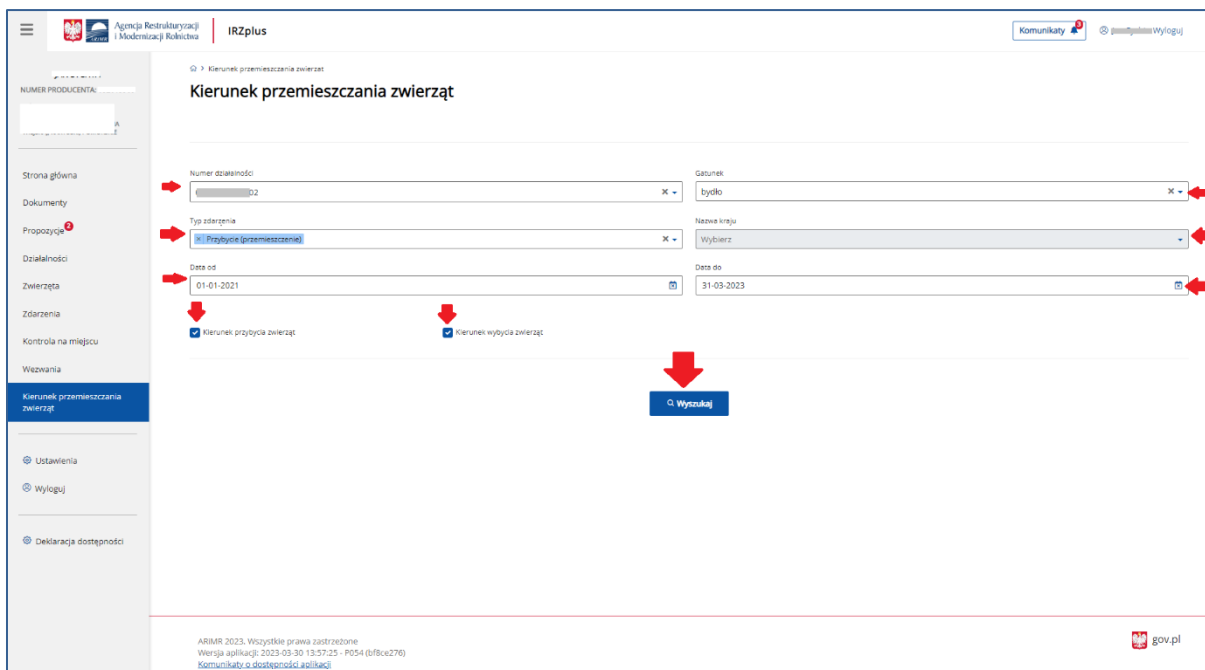 Agencja Restrukturyzacji
i Modernizacji Rolnictwa
IRZplus
Komunikaty 3
Wyloguj
NUMER PRODUCENTA:
Kierunek przemieszczania zwierzat
Kierunek przemieszczania zwierząt
Strona główna
Dokumenty
Propozycje 2
Działalności
Zwierzęta
Zdarzenia
Kontrola na miejscu
Wezwania
Kierunek przemieszczania
zwierząt
Ustawienia
Wyloguj
Deklaracja dostępności
Numer działalności
02
Gatunek
bydło
Typ zdarzenia
× Przybycie (przemieszczenie)
Nazwa kraju
Wybierz
Data od
01-01-2021
Data do
31-03-2023
Kierunek przybycia zwierząt
Kierunek wybycia zwierząt
Wyszukaj
ARIMR 2023. Wszystkie prawa zastrzeżone
Wersja aplikacji: 2023-03-30 13:57:25 - P054 (bf8ce276)
Komunikaty o dostępności aplikacji
gov.pl